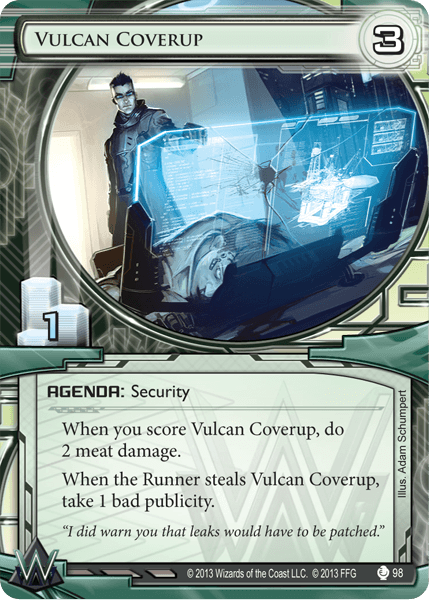 Vulcan Coverup
3
1
AGENDA: Security
When you score Vulcan Coverup, do
2 meat damage.
When the Runner steals Vulcan Coverup,
take 1 bad publicity.
"I did warn you that leaks would have to be patched."
Illus. Adam Schumpert
© 2013 Wizards of the Coast LLC. © 2013 FFG
98